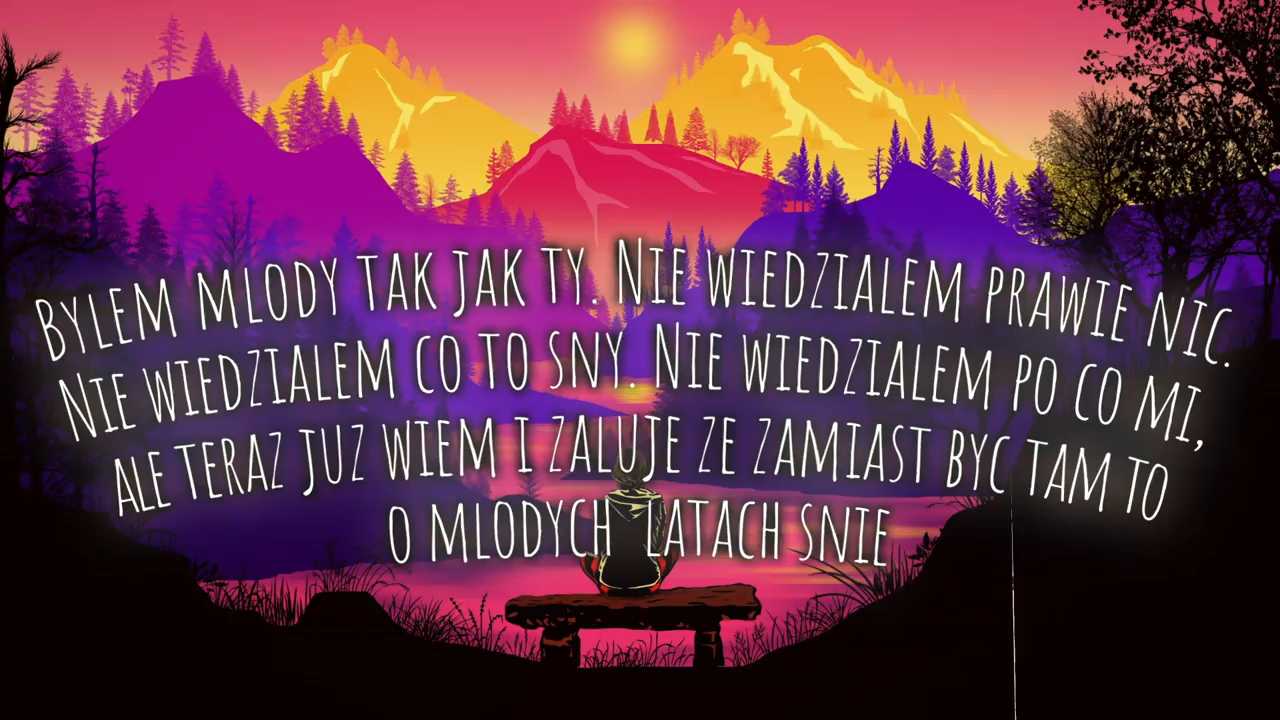 Bylem mlody tak jak ty. Nie wiedzialem prawie nic.
Nie wiedzialem co to sny. Nie wiedzialem po co mi,
ale teraz juz wiem i zaluje ze zamiast byc tam to
o mlodych latach snie